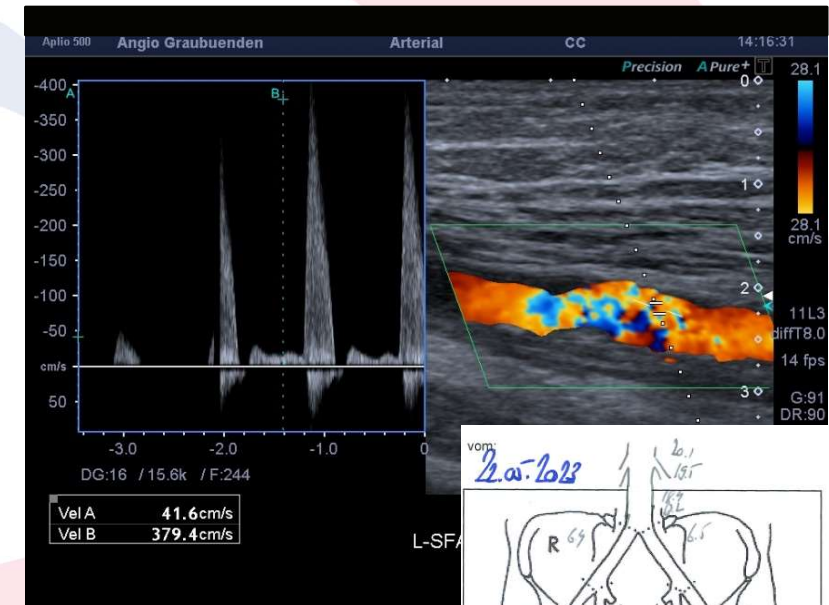 Aplio 500 Angio Graubuenden Arterial CC 14:16:31
Precision A Pure+ T
28.1
28.1
cm/s
0
1
2
3
11L3
diffT8.0
14 fps
G:91
DR:90
A
B
-400
-350
-300
-250
-200
-150
-100
-50
cm/s
50
-3.0 -2.0 -1.0 0
DG:16 /15.6k /F:244
Vel A 41.6cm/s
Vel B 379.4cm/s
L-SFA
vom:
22.05.2023
20.1
19.5
R
6.4
6.5